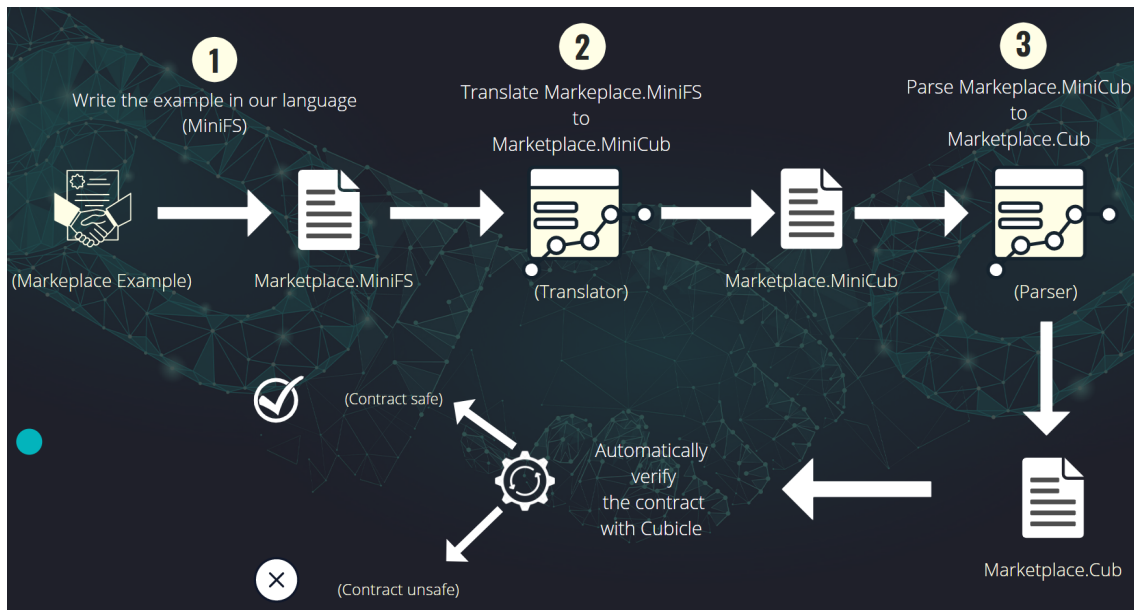 1
Write the example in our language
(MiniFS)
2
Translate Markeplace.MiniFS
to
Marketplace.MiniCub
3
Parse Markeplace.MiniCub
to
Marketplace.Cub
(Markeplace Example)
Marketplace.MiniFS
(Translator)
Marketplace.MiniCub
(Parser)
(Contract safe)
Automatically
verify
the contract
with Cubicle
(Contract unsafe)
Marketplace.Cub